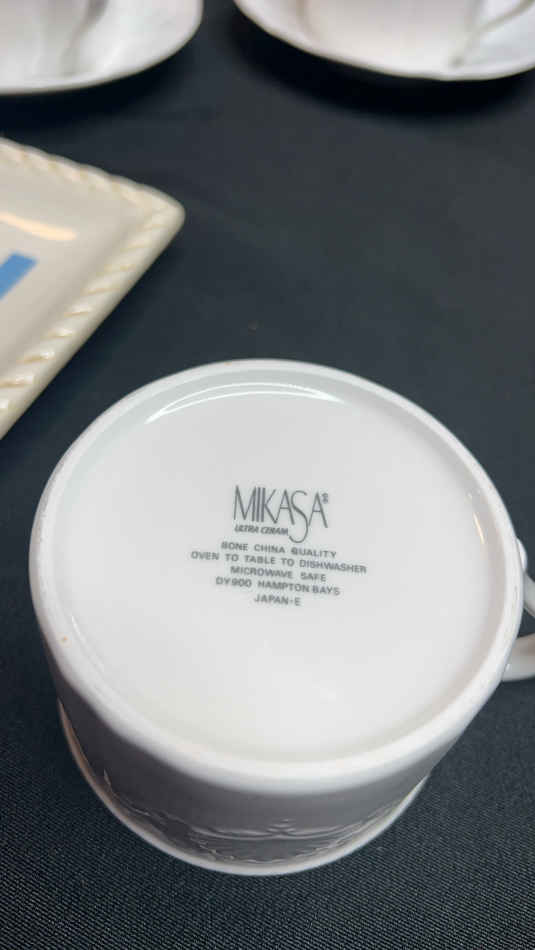 MIKASA®
ULTRA CERAM
BONE CHINA QUALITY
OVEN TO TABLE TO DISHWASHER
MICROWAVE SAFE
DY900 HAMPTON BAYS
JAPAN-E